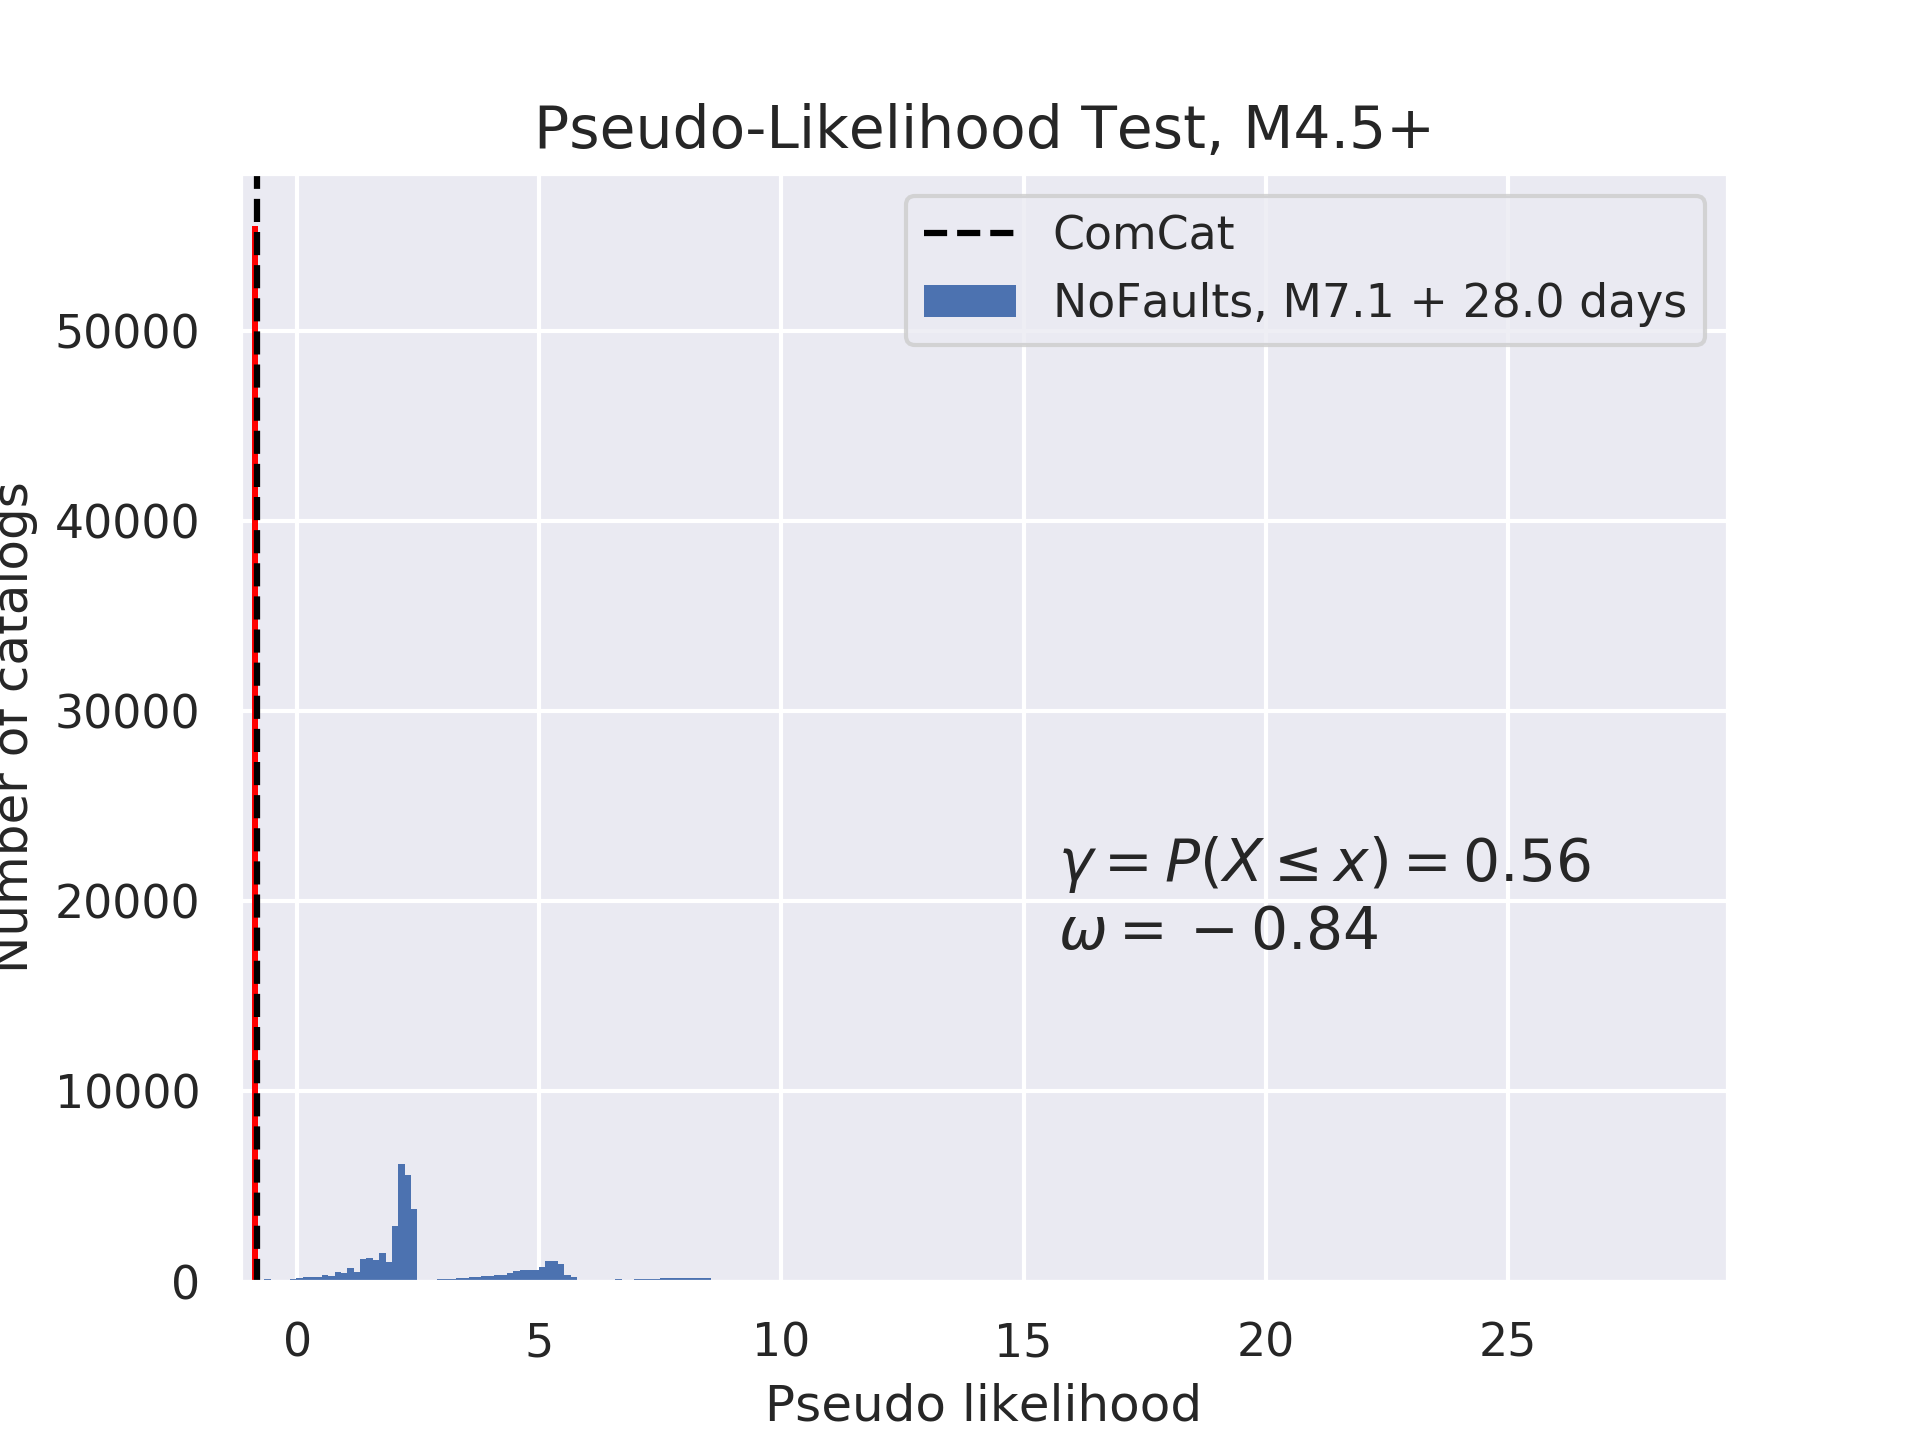 Pseudo-Likelihood Test, M4.5+
ComCat
NoFaults, M7.1 + 28.0 days
50000
40000
30000
20000
10000
0
Number of catalogs
γ = P(X ≤ x) = 0.56
ω = − 0.84
0 5 10 15 20 25
Pseudo likelihood